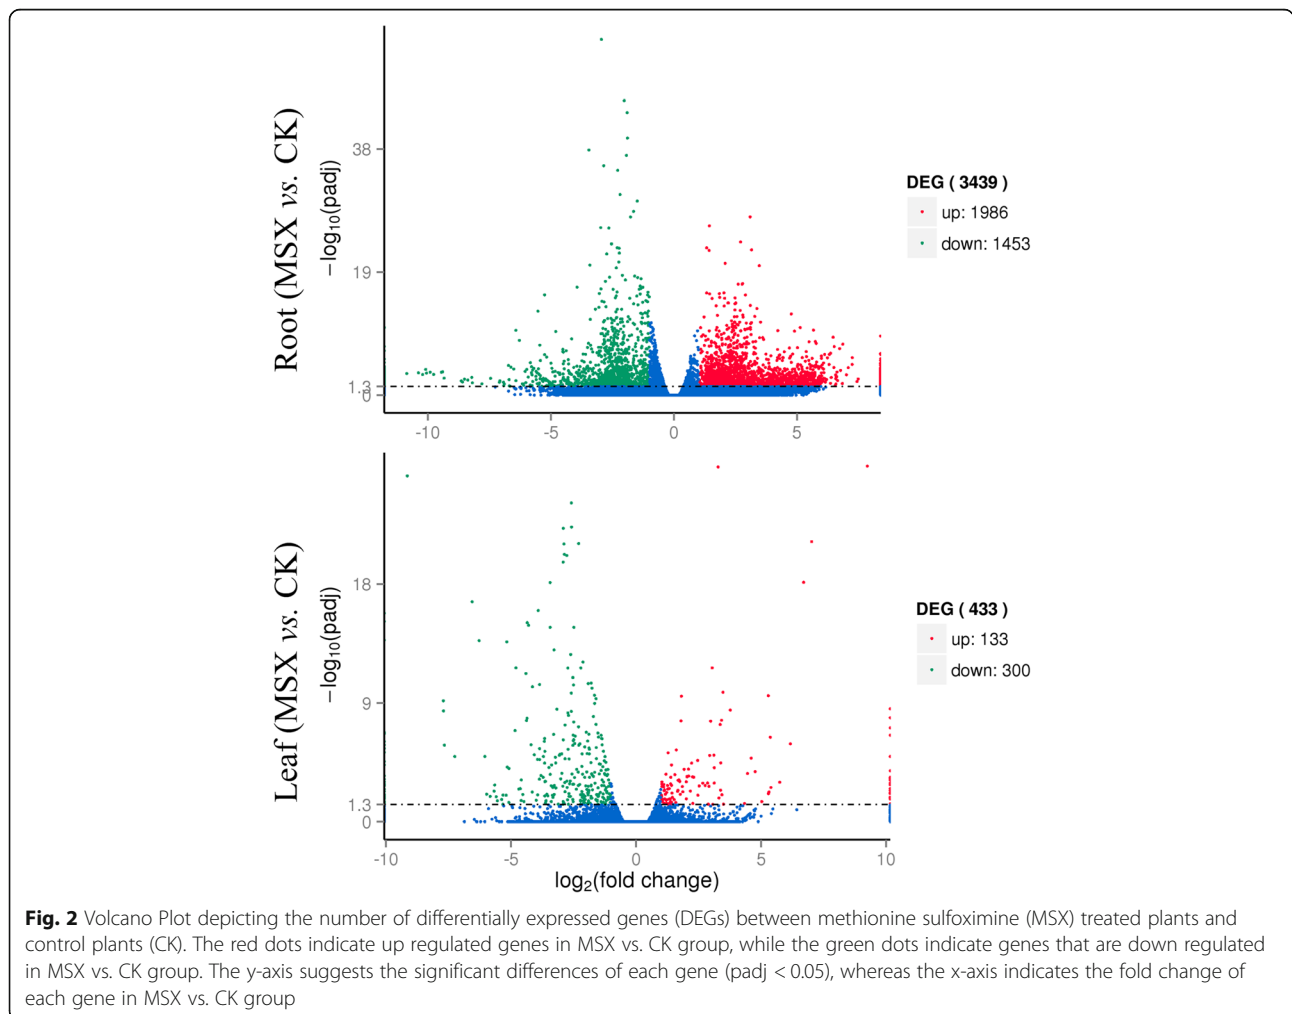 Root (MSX vs. CK)
−log10(padj)
38
19
1.3
0
-10
-5
0
5
DEG ( 3439 )
up: 1986
down: 1453
Leaf (MSX vs. CK)
−log10(padj)
18
9
1.3
0
-10
-5
0
5
10
log2(fold change)
DEG ( 433 )
up: 133
down: 300
Fig. 2 Volcano Plot depicting the number of differentially expressed genes (DEGs) between methionine sulfoximine (MSX) treated plants and
control plants (CK). The red dots indicate up regulated genes in MSX vs. CK group, while the green dots indicate genes that are down regulated
in MSX vs. CK group. The y-axis suggests the significant differences of each gene (padj < 0.05), whereas the x-axis indicates the fold change of
each gene in MSX vs. CK group